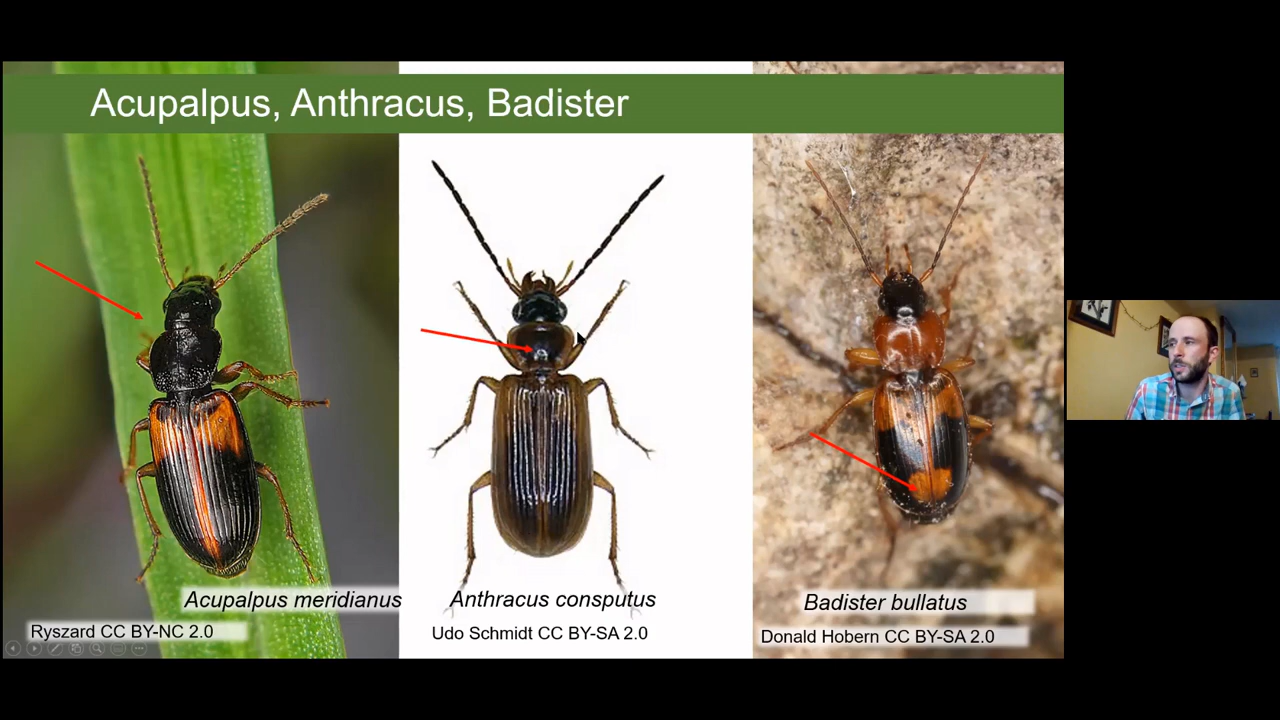 Acupalpus, Anthracus, Badister
Acupalpus meridianus
Anthracus consputus
Badister bullatus
Ryszard CC BY-NC 2.0
Udo Schmidt CC BY-SA 2.0
Donald Hobern CC BY-SA 2.0